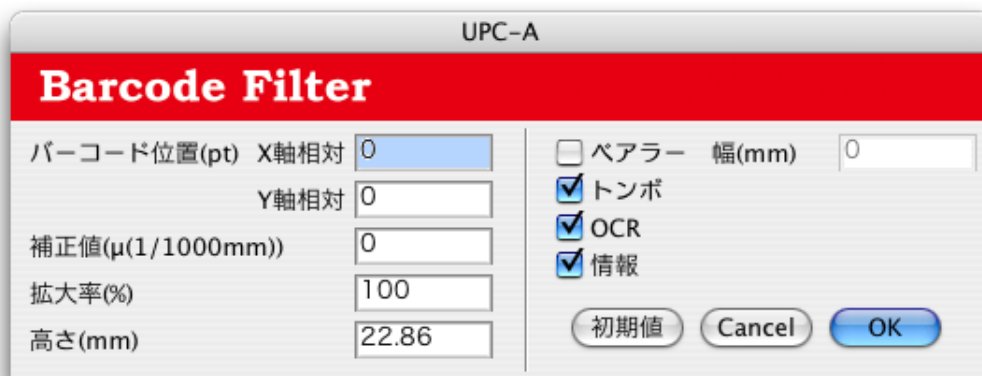 UPC-A
Barcode Filter
バーコード位置(pt) X軸相対 0
Y軸相対 0
補正値(μ(1/1000mm)) 0
拡大率(%) 100
高さ(mm) 22.86
ベアラー 幅(mm) 0
トンボ
OCR
情報
初期値 Cancel OK